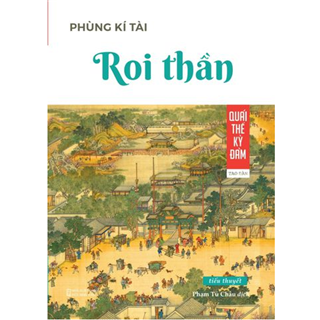 PHÙNG KÍ TÀI
Roi thần
QUÁI
THẾ
KỲ
ĐÀM
Tiểu thuyết
Phạm Tú Châu dịch